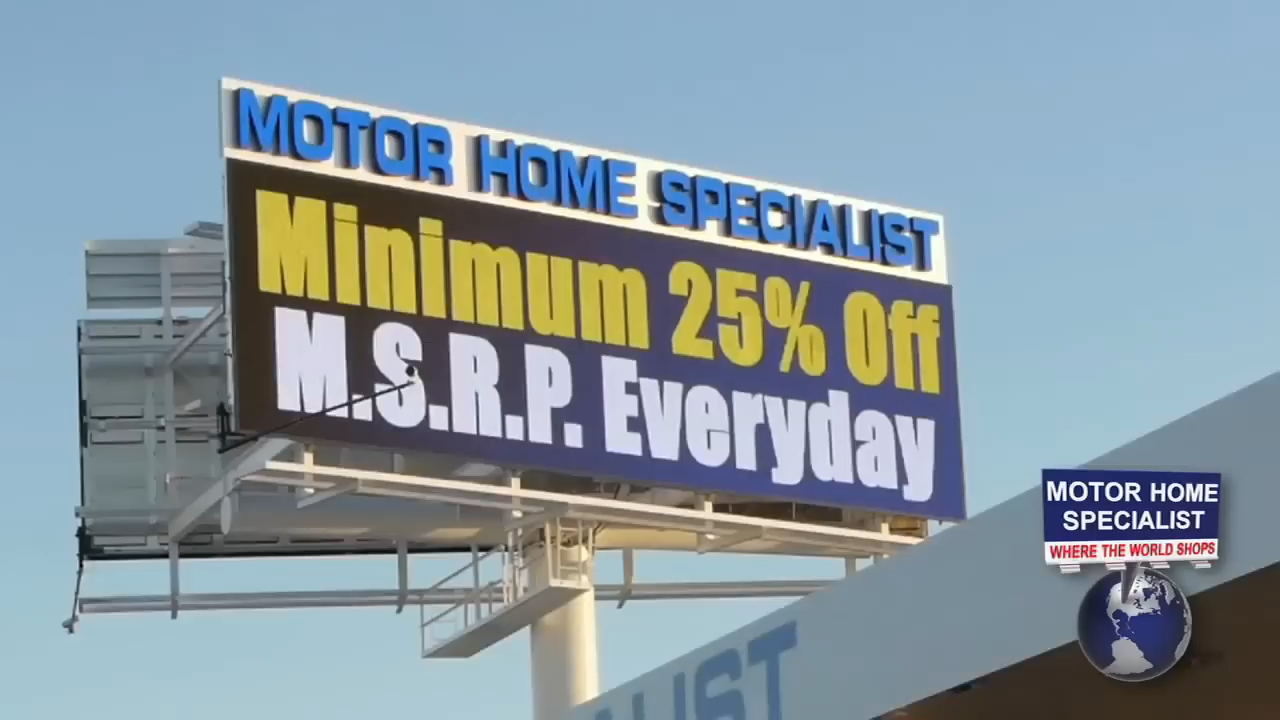 MOTOR HOME SPECIALIST
Minimum 25% Off
M.S.R.P. Everyday
MOTOR HOME
SPECIALIST
WHERE THE WORLD SHOPS